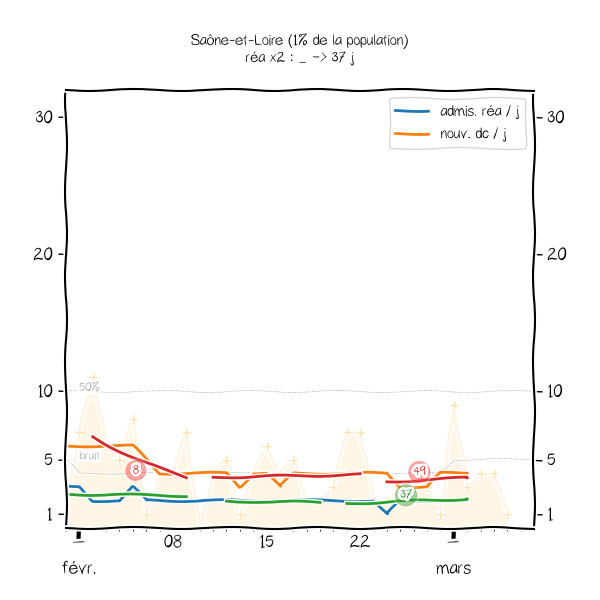 Saône-et-Loire (1% de la population)
réa x2 : _ -> 37 j
admis. réa / j
nouv. dc / j
30
30
20
20
10
10
50%
bruit
5
5
8
49
37
1
1
08
15
22
févr.
mars